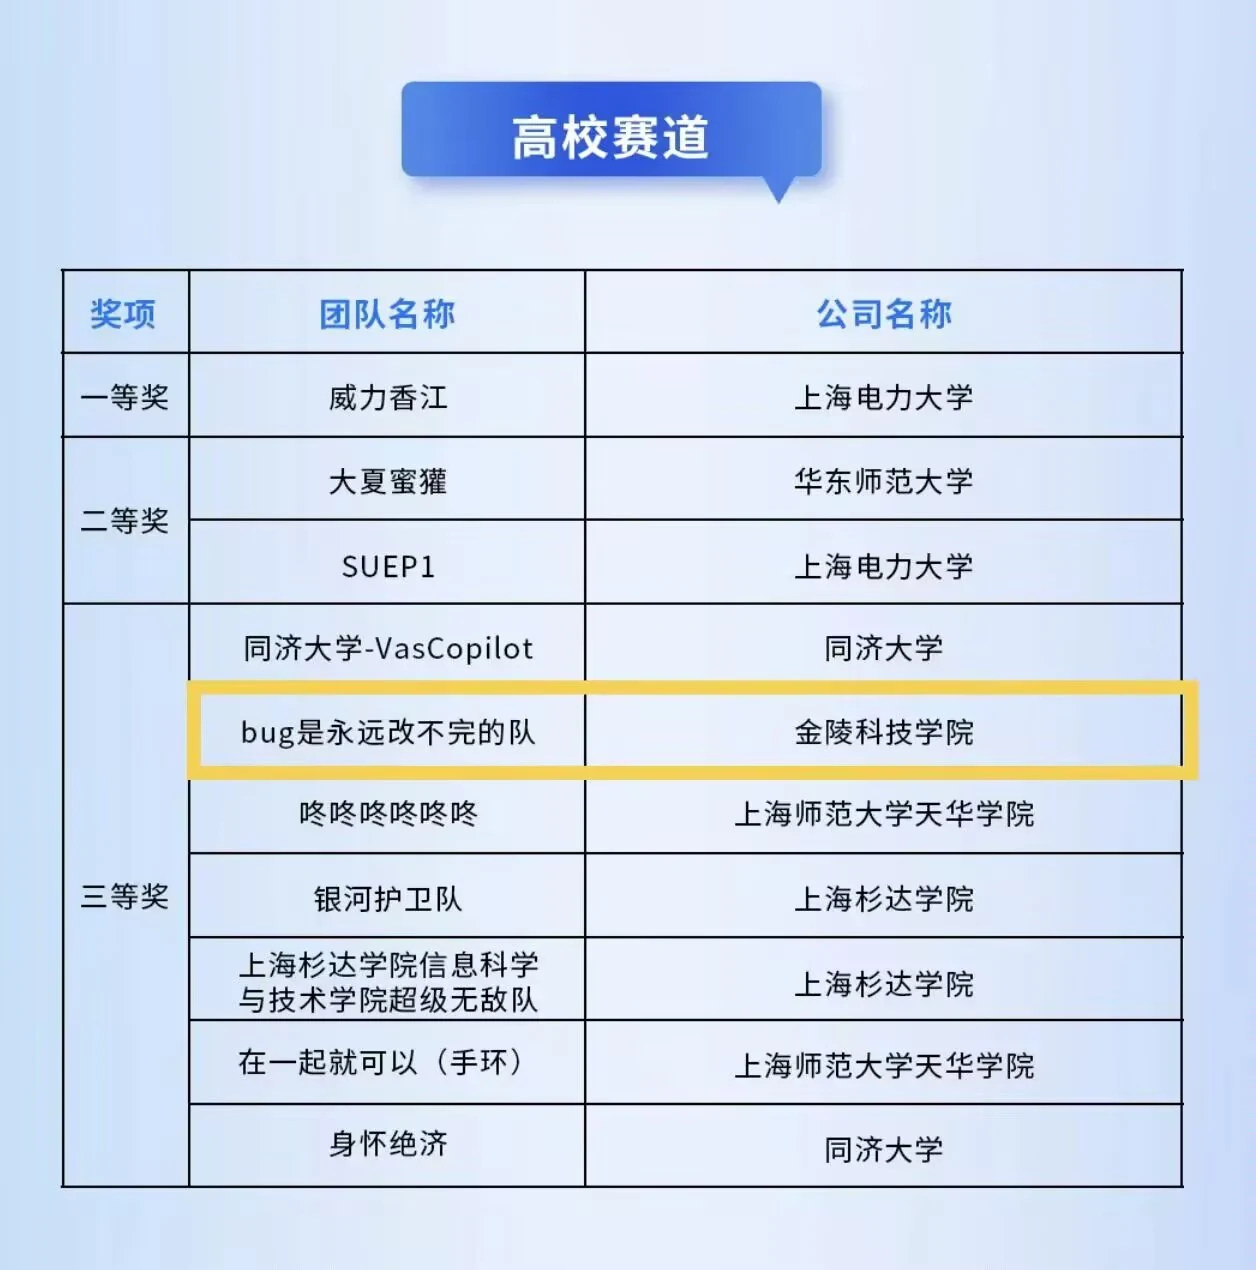 高校赛道
奖项 团队名称 公司名称
一等奖 威力香江 上海电力大学
二等奖
大夏蜜獾 华东师范大学
SUEP1 上海电力大学
三等奖
同济大学-VasCopilot 同济大学
bug是永远改不完的队 金陵科技学院
咚咚咚咚咚咚 上海师范大学天华学院
银河护卫队 上海杉达学院
上海杉达学院信息科学
与技术学院超级无敌队 上海杉达学院
在一起就可以（手环） 上海师范大学天华学院
身怀绝济 同济大学